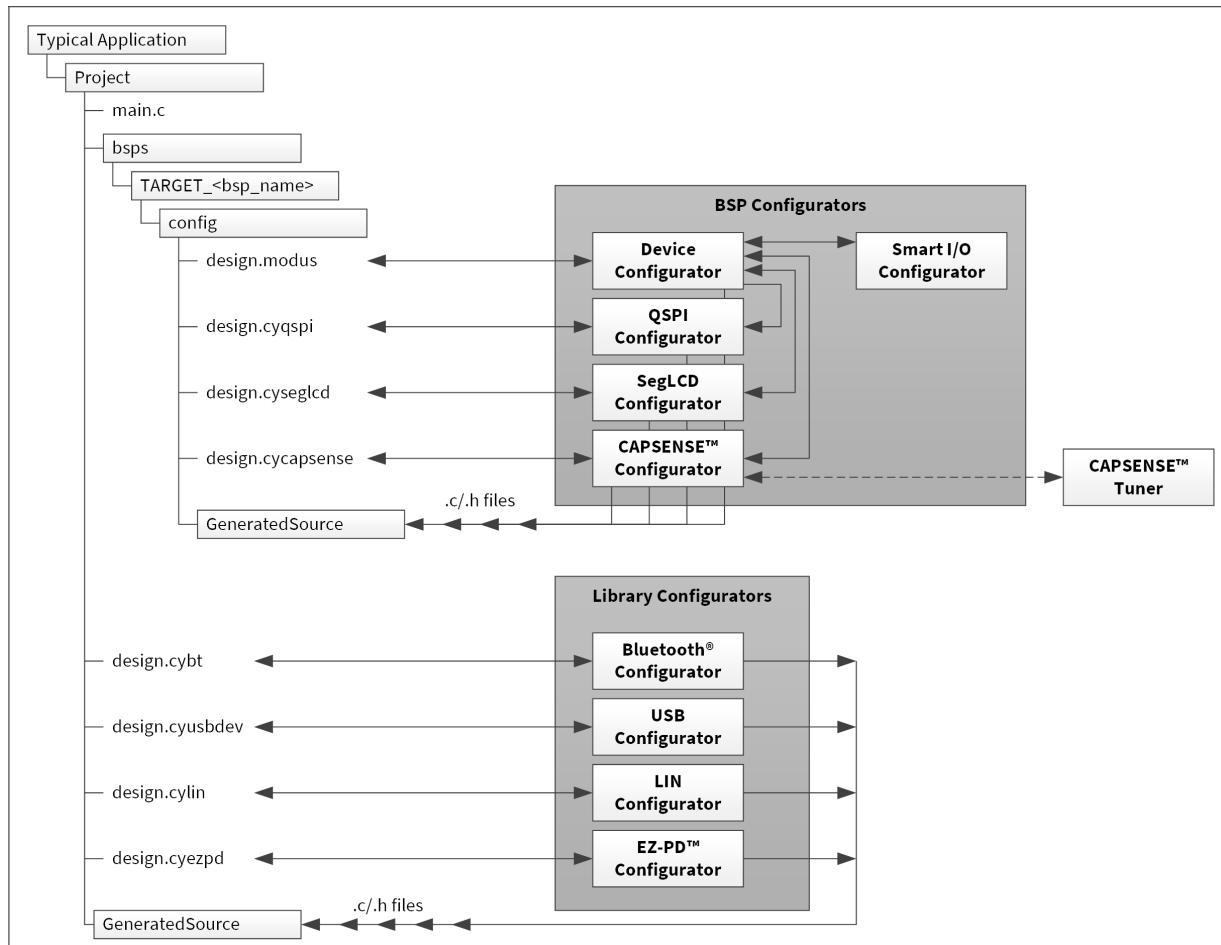 Typical Application
Project
main.c
bsps
TARGET_<bsp_name>
config
BSP Configurators
design.modus
Device
Configurator
Smart I/O
Configurator
design.cyqspi
QSPI
Configurator
design.cyseglcd
SegLCD
Configurator
design.cycapsense
CAPSENSE™
Configurator
CAPSENSE™
Tuner
.c/.h files
GeneratedSource
Library Configurators
design.cybt
Bluetooth®
Configurator
design.cyusbdev
USB
Configurator
design.cylin
LIN
Configurator
design.cyezpd
EZ-PD™
Configurator
.c/.h files
GeneratedSource